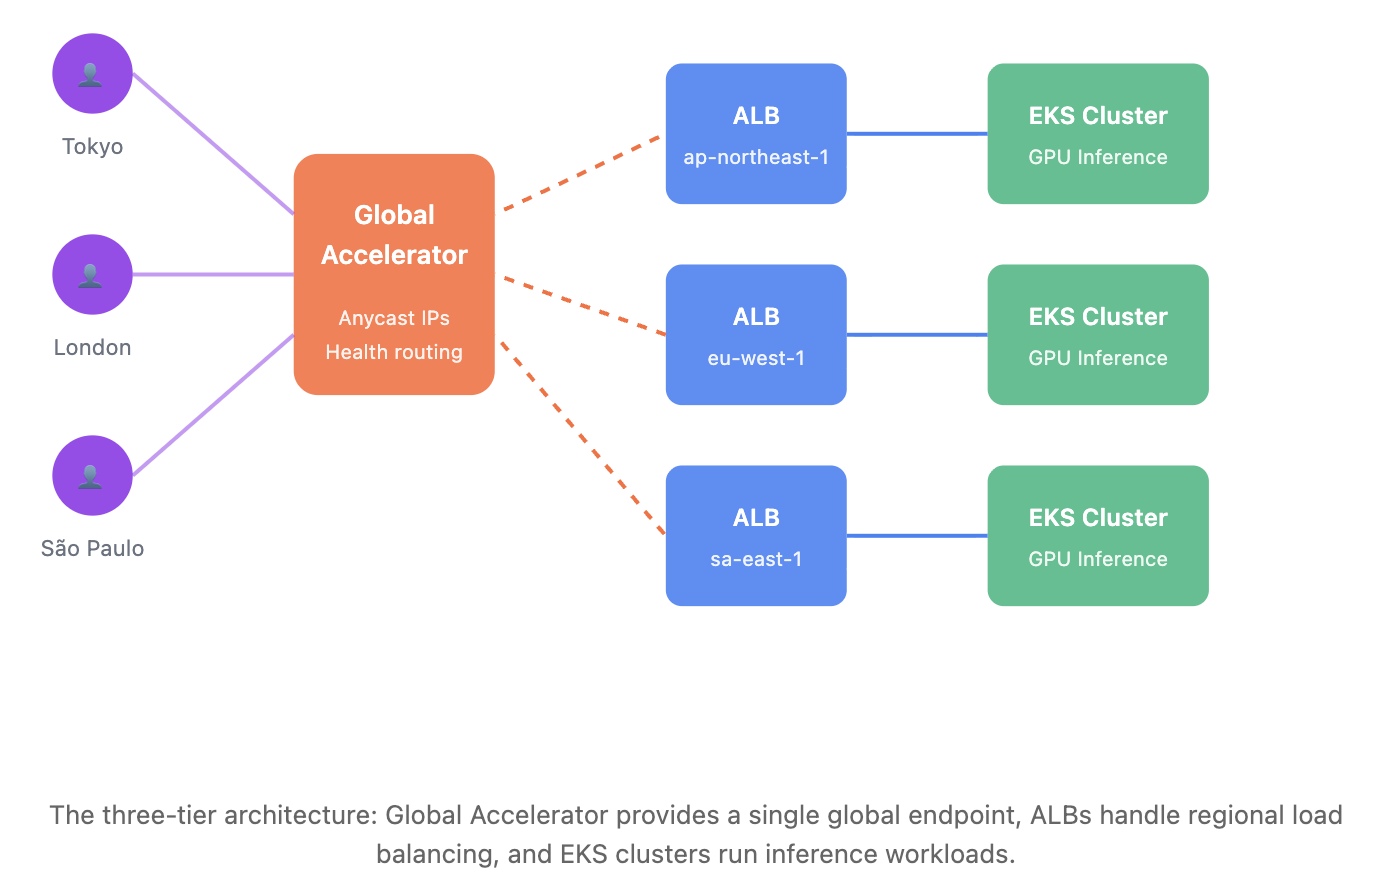 Tokyo
London
São Paulo
Global
Accelerator
Anycast IPs
Health routing
ALB
ap-northeast-1
EKS Cluster
GPU Inference
ALB
eu-west-1
EKS Cluster
GPU Inference
ALB
sa-east-1
EKS Cluster
GPU Inference
The three-tier architecture: Global Accelerator provides a single global endpoint, ALBs handle regional load
balancing, and EKS clusters run inference workloads.